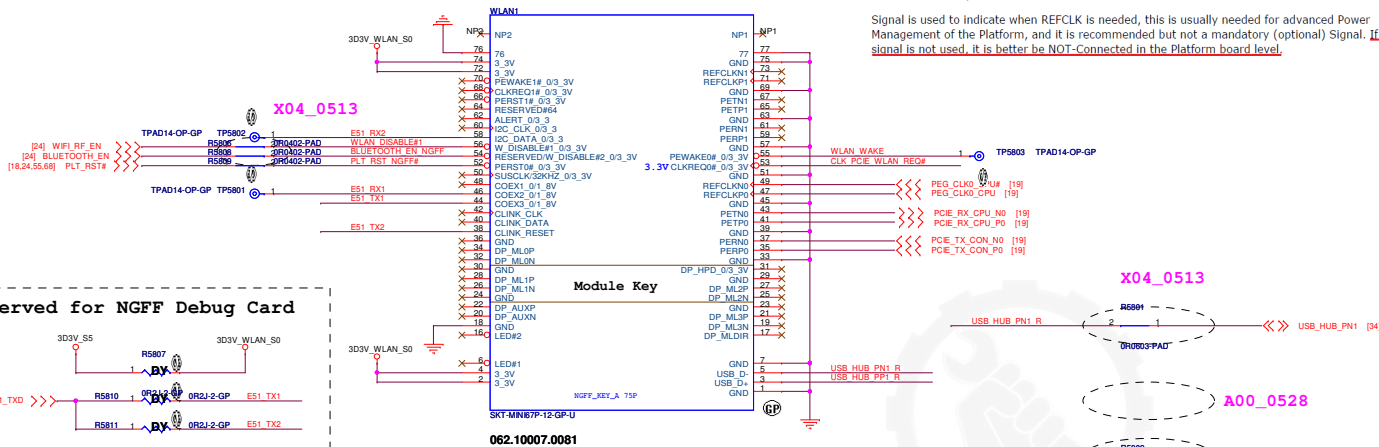 WLAN1
Signal is used to indicate when REFCLK is needed, this is usually needed for advanced Power
Management of the Platform, and it is recommended but not a mandatory (optional) Signal. If
signal is not used, it is better be NOT-Connected in the Platform board level.
3D3V_WLAN_S0
NP2 NP1 NP1
76 76 77 77
74 3_3V GND 75
72 3_3V REFCLKN1 73
70 PEWAKE1#_0/3_3V REFCLKP1 71
68 CLKREQ1#_0/3_3V GND 69
66 PERST1#_0/3_3V PETN1 67
64 RESERVED#64 PETP1 65
62 ALERT_0/3_3 GND 63
60 I2C_CLK_0/3_3 PERN1 61
58 I2C_DATA_0/3_3 PERP1 59
56 W_DISABLE#1_0/3_3V GND 57
54 RESERVED/W_DISABLE#2_0/3_3V PEWAKE0#_0/3_3V 55
52 PERST0#_0/3_3V 3.3V CLKREQ0#_0/3_3V 53
50 SUSCLK/32KHZ_0/3_3V GND 51
48 COEX1_0/1_8V REFCLKN0 49
46 COEX2_0/1_8V REFCLKP0 47
44 COEX3_0/1_8V GND 45
42 CLINK_CLK PETN0 43
40 CLINK_DATA PETP0 41
38 CLINK_RESET GND 39
36 GND PERN0 37
34 DP_ML0P PERP0 35
32 DP_ML0N GND 33
30 GND DP_HPD_0/3_3V 31
28 DP_ML1P GND 29
26 DP_ML1N DP_ML2P 27
24 GND DP_ML2N 25
22 DP_AUXP GND 23
20 DP_AUXN DP_ML3P 21
18 GND DP_ML3N 19
16 LED#2 DP_MLDIR 17
Module Key
3D3V_WLAN_S0
6 LED#1 GND 7
4 3_3V USB_D- 5
2 3_3V USB_D+ 3
GND 1
NGFF_KEY_A 75P
GP
SKT-MINI67P-12-GP-U
062.10007.0081
X04_0513
TPAD14-OP-GP TP5802 1 E51_RX2
[24] WIFI_RF_EN 0R0402-PAD WLAN_DISABLE#1
[24] BLUETOOTH_EN R5808 0R0402-PAD BLUETOOTH_EN_NGFF
[18,24,55,68] PLT_RST# R5809 0R0402-PAD PLT_RST_NGFF#
TPAD14-OP-GP TP5801 1 E51_RX1
E51_TX1
E51_TX2
WLAN_WAKE 1 TP5803 TPAD14-OP-GP
CLK_PCIE_WLAN_REQ#
[19]
PEG_CLK0_CPU [19]
PCIE_RX_CPU_N0 [19]
PCIE_RX_CPU_P0 [19]
PCIE_TX_CON_N0 [19]
PCIE_TX_CON_P0 [19]
USB_HUB_PN1_R
USB_HUB_PP1_R
X04_0513
R5801
USB_HUB_PN1_R 2 1 USB_HUB_PN1 [34]
0R0603-PAD
A00_0528
erved for NGFF Debug Card
3D3V_S5 3D3V_WLAN_S0
R5807
1 DY
0R2J-2-GP
1_TXD R5810 1 DY 0R2J-2-GP E51_TX1
R5811 1 DY 0R2J-2-GP E51_TX2